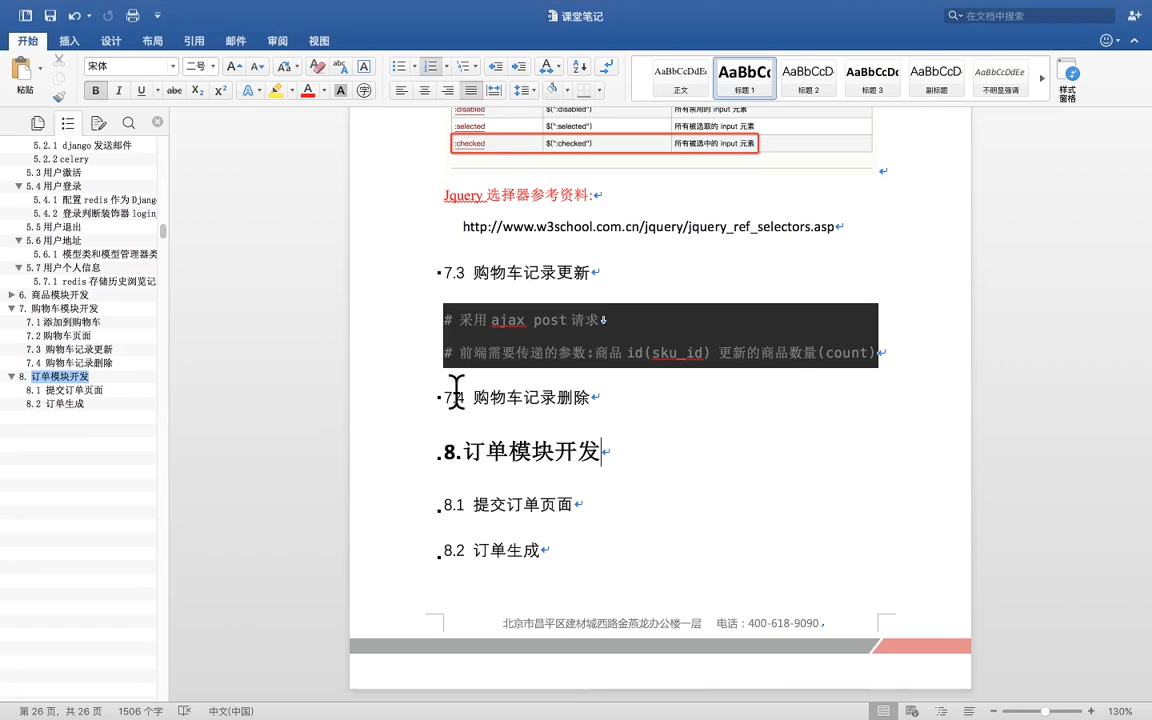 课堂笔记
在文档中搜索
开始 插入 设计 布局 引用 邮件 审阅 视图
粘贴
宋体 二号
AaBbCcDdEe AaBbCc AaBbCcD AaBbCcDc AaBbCcD AaBbCcDdEe
正文 标题 1 标题 2 标题 3 副标题 不明显强调
样式
窗格
5.2.1 django 发送邮件
5.2.2 celery
5.3 用户激活
5.4 用户登录
5.4.1 配置 redis 作为 Djang
5.4.2 登录判断装饰器 login
5.5 用户退出
5.6 用户地址
5.6.1 模型类和模型管理器类
5.7 用户个人信息
5.7.1 redis 存储历史浏览记
6. 商品模块开发
7. 购物车模块开发
7.1 添加到购物车
7.2 购物车页面
7.3 购物车记录更新
7.4 购物车记录删除
8. 订单模块开发
8.1 提交订单页面
8.2 订单生成
:disabled $(":disabled") 所有禁用的 input 元素
:selected $(":selected") 所有被选取的 input 元素
:checked $(":checked") 所有被选中的 input 元素
Jquery 选择器参考资料:
http://www.w3school.com.cn/jquery/jquery_ref_selectors.asp
7.3 购物车记录更新
# 采用 ajax post 请求
# 前端需要传递的参数:商品 id(sku_id) 更新的商品数量(count)
7.4 购物车记录删除
8.订单模块开发
8.1 提交订单页面
8.2 订单生成
北京市昌平区建材城西路金燕龙办公楼一层 电话：400-618-9090
第 26 页，共 26 页 1506 个字 中文(中国) 130%